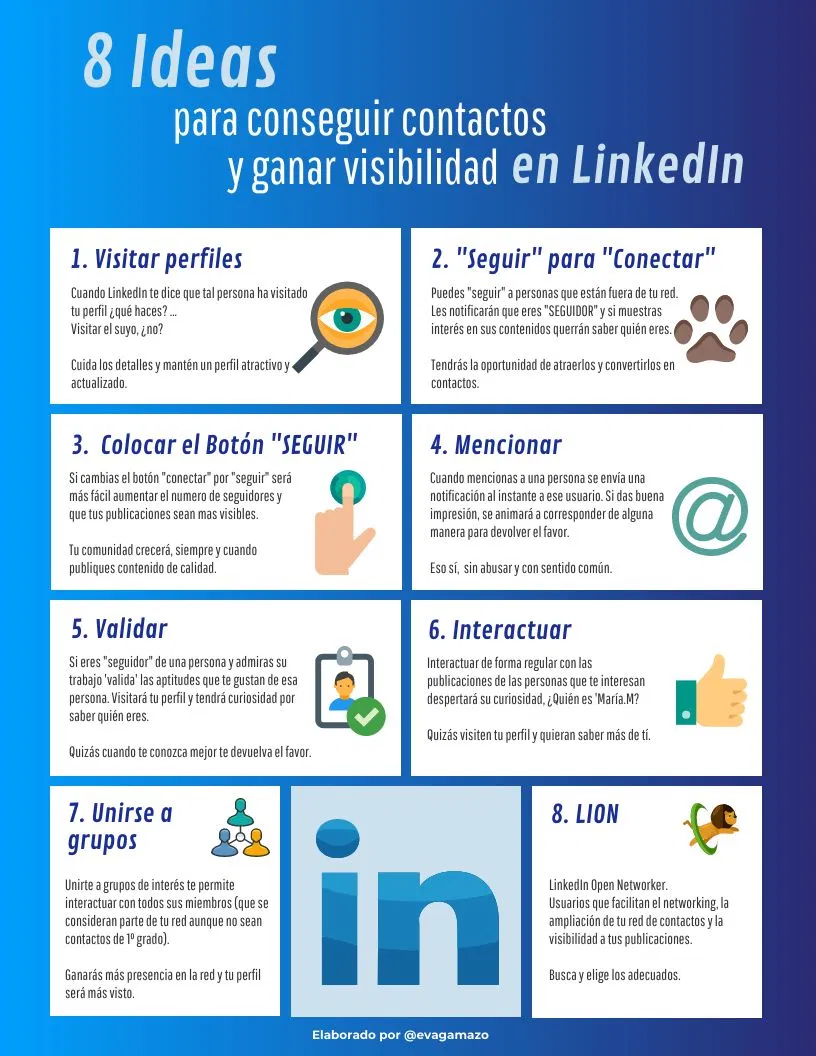 8 Ideas
para conseguir contactos
y ganar visibilidad en LinkedIn
1. Visitar perfiles
Cuando LinkedIn te dice que tal persona ha visitado
tu perfil ¿qué haces? ...
Visitar el suyo, ¿no?
Cuida los detalles y mantén un perfil atractivo y
actualizado.
2. "Seguir" para "Conectar"
Puedes "seguir" a personas que están fuera de tu red.
Les notificarán que eres "SEGUIDOR" y si muestras
interés en sus contenidos querrán saber quién eres.
Tendrás la oportunidad de atraerlos y convertirlos en
contactos.
3. Colocar el Botón "SEGUIR"
Si cambias el botón "conectar" por "seguir" será
más fácil aumentar el numero de seguidores y
que tus publicaciones sean mas visibles.
Tu comunidad crecerá, siempre y cuando
publiques contenido de calidad.
4. Mencionar
Cuando mencionas a una persona se envía una
notificación al instante a ese usuario. Si das buena
impresión, se animará a corresponder de alguna
manera para devolver el favor.
Eso sí, sin abusar y con sentido común.
@
5. Validar
Si eres "seguidor" de una persona y admiras su
trabajo 'valida' las aptitudes que te gustan de esa
persona. Visitará tu perfil y tendrá curiosidad por
saber quién eres.
Quizás cuando te conozca mejor te devuelva el favor.
6. Interactuar
Interactuar de forma regular con las
publicaciones de las personas que te interesan
despertará su curiosidad, ¿Quién es 'María.M?
Quizás visiten tu perfil y quieran saber más de tí.
7. Unirse a
grupos
Unirte a grupos de interés te permite
interactuar con todos sus miembros (que se
consideran parte de tu red aunque no sean
contactos de 1º grado).
Ganarás más presencia en la red y tu perfil
será más visto.
in
8. LION
LinkedIn Open Networker.
Usuarios que facilitan el networking, la
ampliación de tu red de contactos y la
visibilidad a tus publicaciones.
Busca y elige los adecuados.
Elaborado por @evagamazo